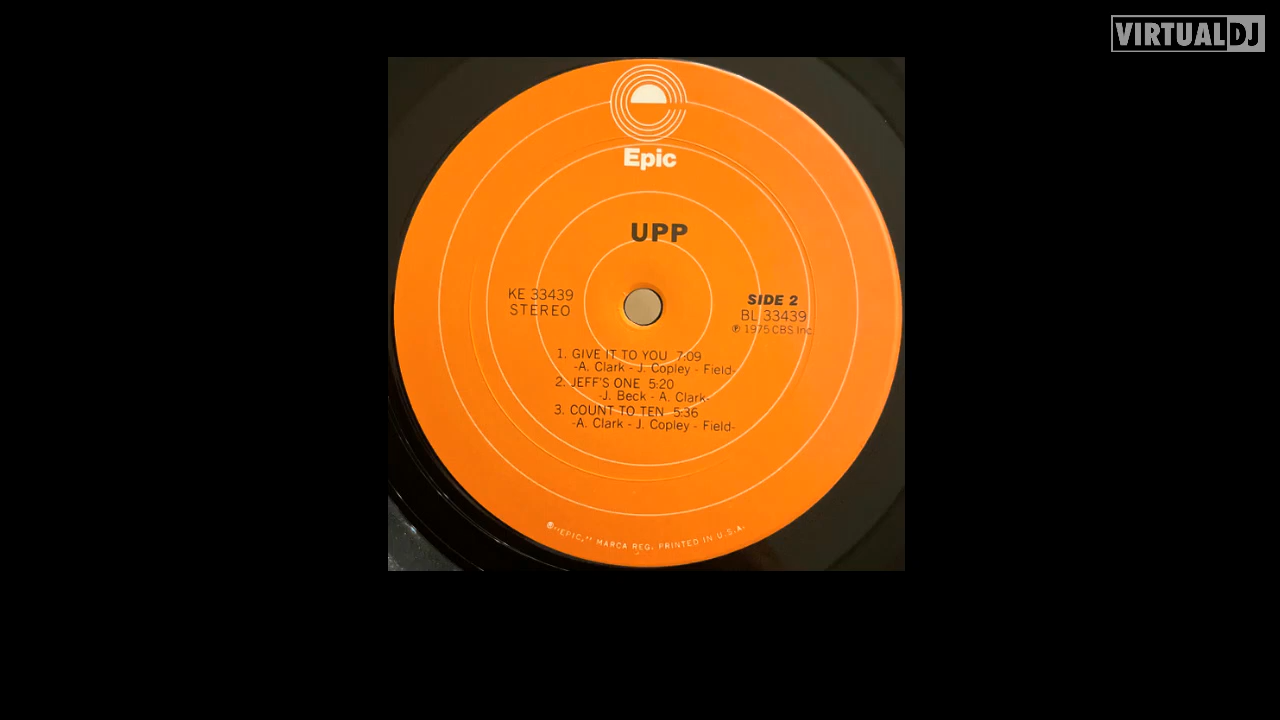 VIRTUALDJ
Epic
UPP
KE 33439
STEREO
SIDE 2
BL 33439
℗ 1975 CBS Inc.
1. GIVE IT TO YOU 7:09
-A. Clark - J. Copley - Field-
2. JEFF'S ONE 5:20
-J. Beck - A. Clark-
3. COUNT TO TEN 5:36
-A. Clark - J. Copley - Field-
®"EPIC," MARCA REG. PRINTED IN U.S.A.